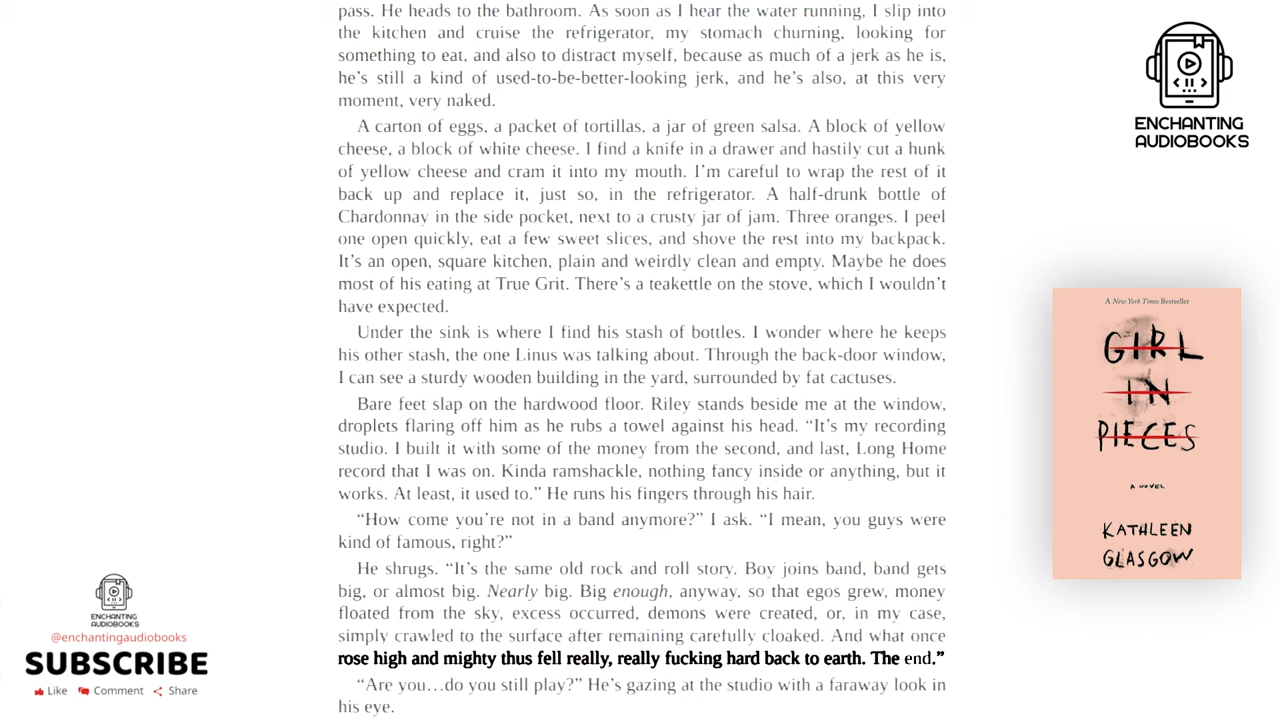 pass. He heads to the bathroom. As soon as I hear the water running, I slip into
the kitchen and cruise the refrigerator, my stomach churning, looking for
something to eat, and also to distract myself, because as much of a jerk as he is,
he's still a kind of used-to-be-better-looking jerk, and he's also, at this very
moment, very naked.
A carton of eggs, a packet of tortillas, a jar of green salsa. A block of yellow
cheese, a block of white cheese. I find a knife in a drawer and hastily cut a hunk
of yellow cheese and cram it into my mouth. I'm careful to wrap the rest of it
back up and replace it, just so, in the refrigerator. A half-drunk bottle of
Chardonnay in the side pocket, next to a crusty jar of jam. Three oranges. I peel
one open quickly, eat a few sweet slices, and shove the rest into my backpack.
It's an open, square kitchen, plain and weirdly clean and empty. Maybe he does
most of his eating at True Grit. There's a teakettle on the stove, which I wouldn't
have expected.
Under the sink is where I find his stash of bottles. I wonder where he keeps
his other stash, the one Linus was talking about. Through the back-door window,
I can see a sturdy wooden building in the yard, surrounded by fat cactuses.
Bare feet slap on the hardwood floor. Riley stands beside me at the window,
droplets flaring off him as he rubs a towel against his head. “It's my recording
studio. I built it with some of the money from the second, and last, Long Home
record that I was on. Kinda ramshackle, nothing fancy inside or anything, but it
works. At least, it used to.” He runs his fingers through his hair.
“How come you're not in a band anymore?” I ask. “I mean, you guys were
kind of famous, right?”
He shrugs. “It's the same old rock and roll story. Boy joins band, band gets
big, or almost big. Nearly big. Big enough, anyway, so that egos grew, money
floated from the sky, excess occurred, demons were created, or, in my case,
simply crawled to the surface after remaining carefully cloaked. And what once
rose high and mighty thus fell really, really fucking hard back to earth. The end.”
“Are you…do you still play?” He's gazing at the studio with a faraway look in
his eye.
ENCHANTING
AUDIOBOOKS
A New York Times Bestseller
GIRL
IN
PIECES
A NOVEL
KATHLEEN
GLASGOW
ENCHANTING
AUDIOBOOKS
@enchantingaudiobooks
SUBSCRIBE
Like Comment Share